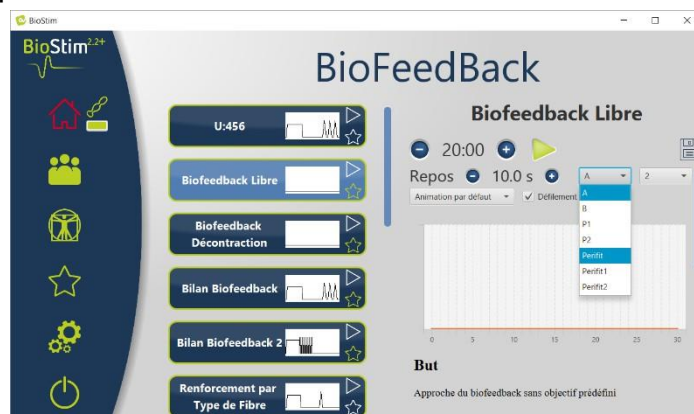 BioStim
BioStim 2.2+
BioFeedBack
U:456
Biofeedback Libre
Biofeedback
Décontraction
Bilan Biofeedback
Bilan Biofeedback 2
Renforcement par
Type de Fibre
Biofeedback Libre
20:00
Repos 10.0 s A 2
Animation par défaut Défilement
A
B
P1
P2
Perifit
Perifit1
Perifit2
0 5 10 15 20 25 30
But
Approche du biofeedback sans objectif prédéfini